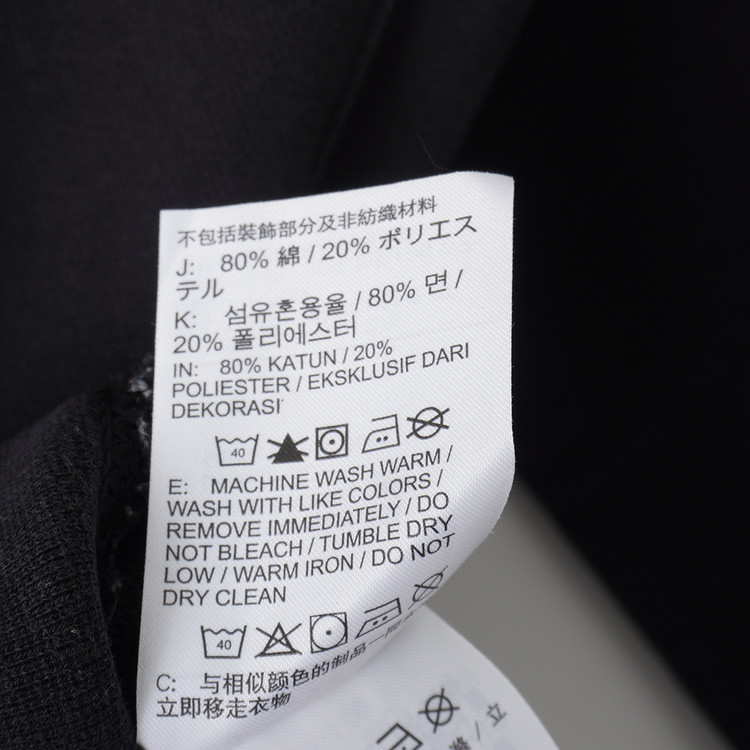 不包括裝飾部分及非紡織材料
J: 80% 綿 / 20% ポリエス
テル
K: 섬유혼용율 / 80% 면 /
20% 폴리에스터
IN: 80% KATUN / 20%
POLIESTER / EKSKLUSIF DARI
DEKORASI
40
E: MACHINE WASH WARM /
WASH WITH LIKE COLORS /
REMOVE IMMEDIATELY / DO
NOT BLEACH / TUMBLE DRY
LOW / WARM IRON / DO NOT
DRY CLEAN
40
C: 与相似颜色的制品一
立即移走衣物
/ 立